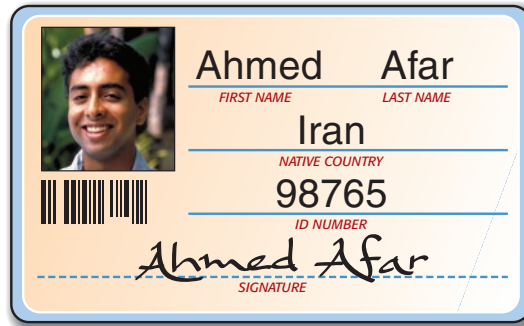 Ahmed Afar
FIRST NAME LAST NAME
Iran
NATIVE COUNTRY
98765
ID NUMBER
Ahmed Afar
SIGNATURE